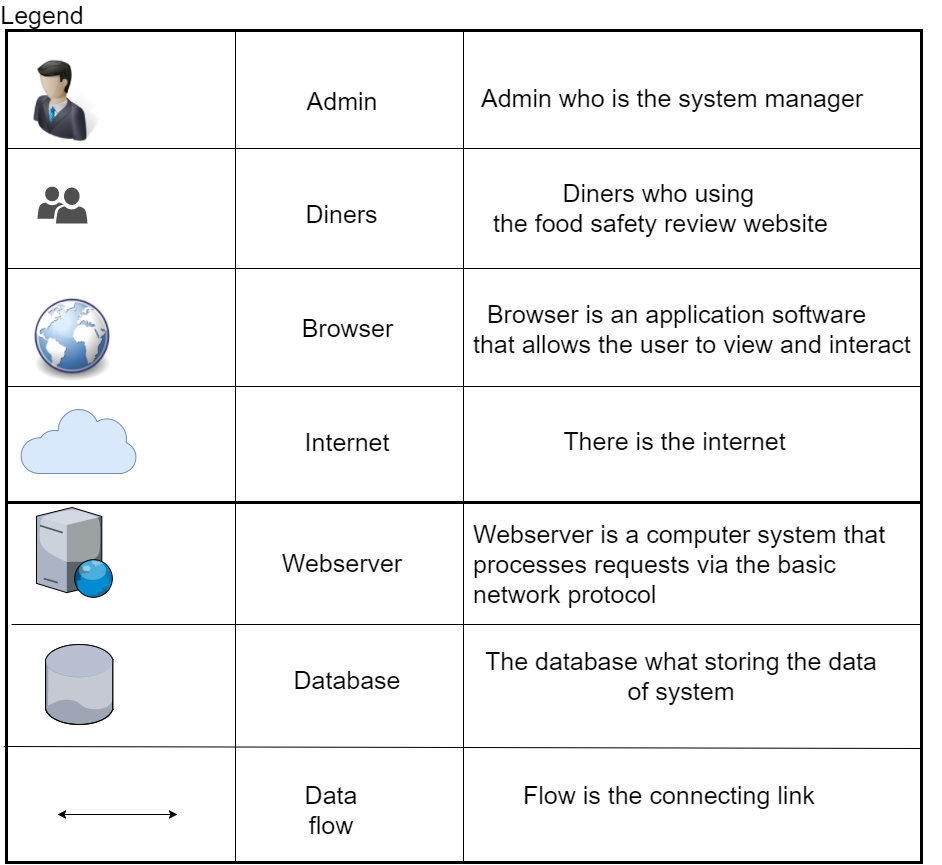 Legend
Admin
Admin who is the system manager
Diners
Diners who using
the food safety review website
Browser
Browser is an application software
that allows the user to view and interact
Internet
There is the internet
Webserver
Webserver is a computer system that
processes requests via the basic
network protocol
Database
The database what storing the data
of system
Data
flow
Flow is the connecting link